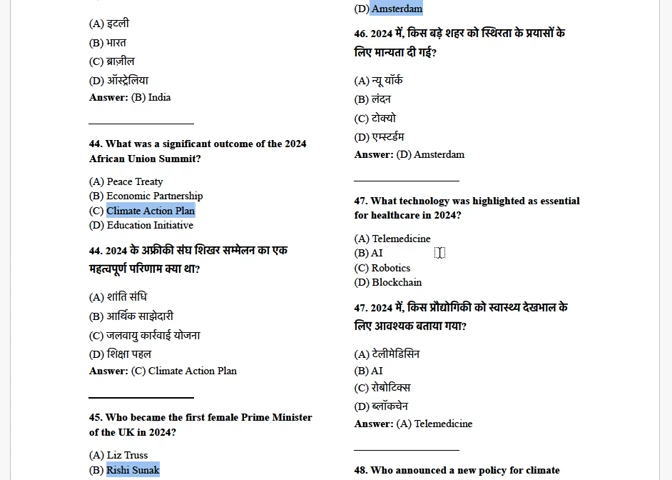 (A) इटली
(B) भारत
(C) ब्राज़ील
(D) ऑस्ट्रेलिया
Answer: (B) India
44. What was a significant outcome of the 2024
African Union Summit?
(A) Peace Treaty
(B) Economic Partnership
(C) Climate Action Plan
(D) Education Initiative
44. 2024 के अफ्रीकी संघ शिखर सम्मेलन का एक
महत्वपूर्ण परिणाम क्या था?
(A) शांति संधि
(B) आर्थिक साझेदारी
(C) जलवायु कार्रवाई योजना
(D) शिक्षा पहल
Answer: (C) Climate Action Plan
45. Who became the first female Prime Minister
of the UK in 2024?
(A) Liz Truss
(B) Rishi Sunak
(D) Amsterdam
46. 2024 में, किस बड़े शहर को स्थिरता के प्रयासों के
लिए मान्यता दी गई?
(A) न्यू यॉर्क
(B) लंदन
(C) टोक्यो
(D) एम्स्टर्डम
Answer: (D) Amsterdam
47. What technology was highlighted as essential
for healthcare in 2024?
(A) Telemedicine
(B) AI
(C) Robotics
(D) Blockchain
47. 2024 में, किस प्रौद्योगिकी को स्वास्थ्य देखभाल के
लिए आवश्यक बताया गया?
(A) टेलीमेडिसिन
(B) AI
(C) रोबोटिक्स
(D) ब्लॉकचेन
Answer: (A) Telemedicine
48. Who announced a new policy for climate